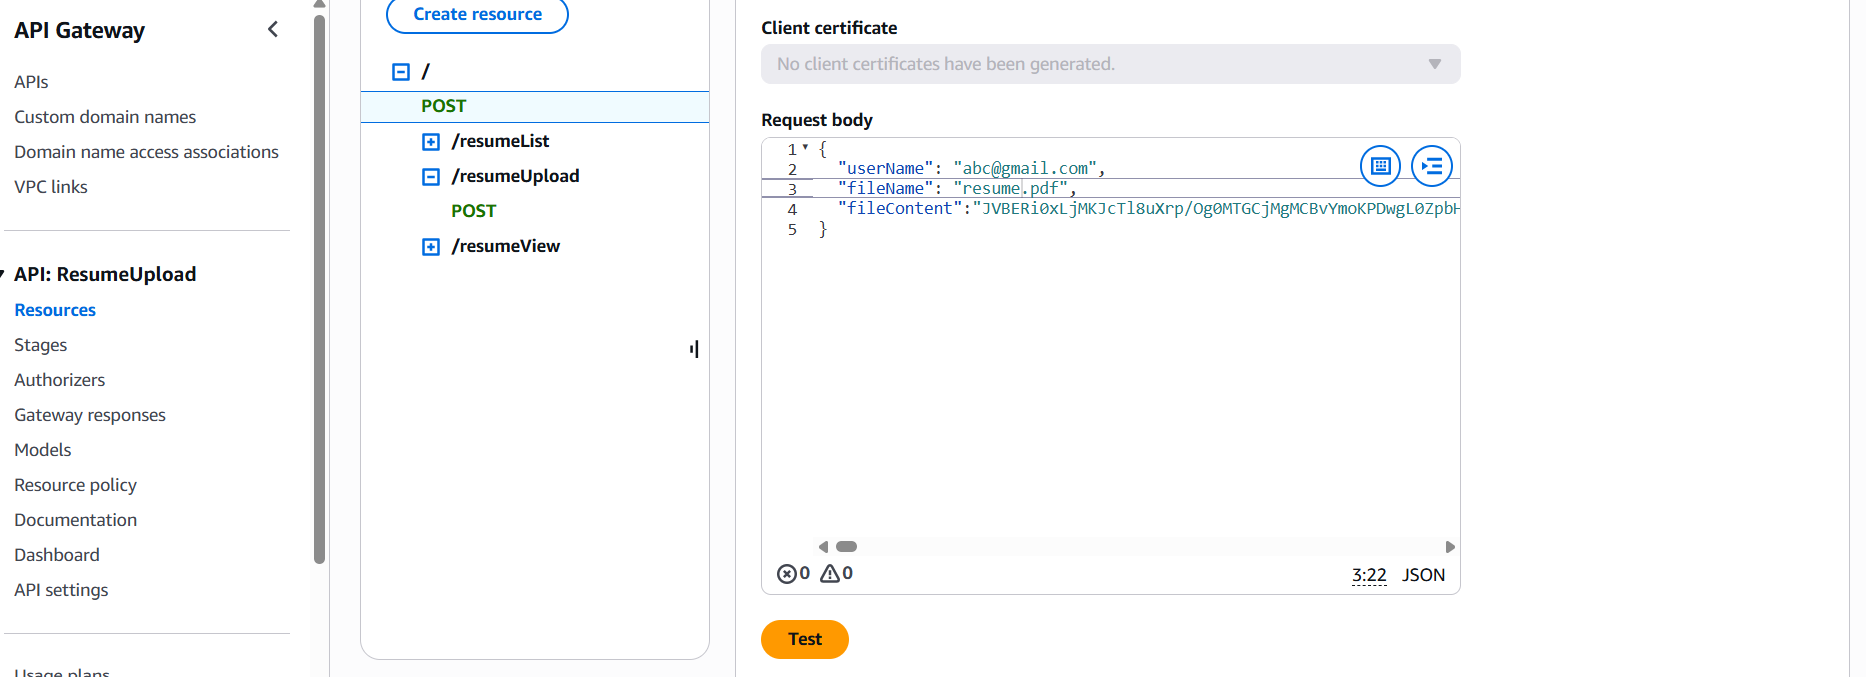 API Gateway
APIs
Custom domain names
Domain name access associations
VPC links
API: ResumeUpload
Resources
Stages
Authorizers
Gateway responses
Models
Resource policy
Documentation
Dashboard
API settings
Usage plans
Create resource
/
POST
/resumeList
/resumeUpload
POST
/resumeView
Client certificate
No client certificates have been generated.
Request body
1 {
2 "userName": "abc@gmail.com",
3 "fileName": "resume.pdf",
4 "fileContent":"JVBERi0xLjMKJcTl8uXrp/Og0MTGCjMgMCBvYmoKPDwgL0ZpbH
5 }
0 0
3:22 JSON
Test